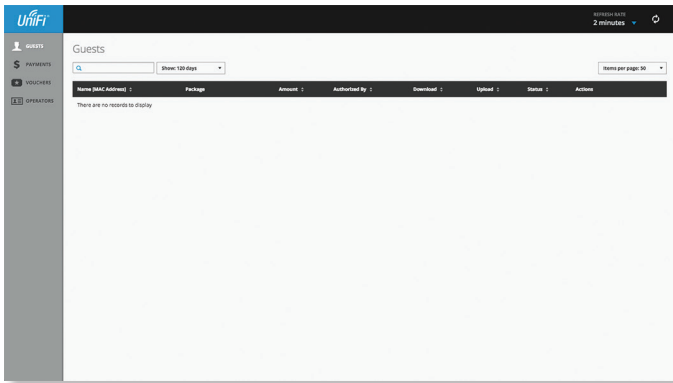 UniFi
REFRESH RATE
2 minutes
GUESTS
PAYMENTS
VOUCHERS
OPERATORS
Guests
Show: 120 days
Items per page: 50
Name (MAC Address) Package Amount Authorized By Download Upload Status Actions
There are no records to display